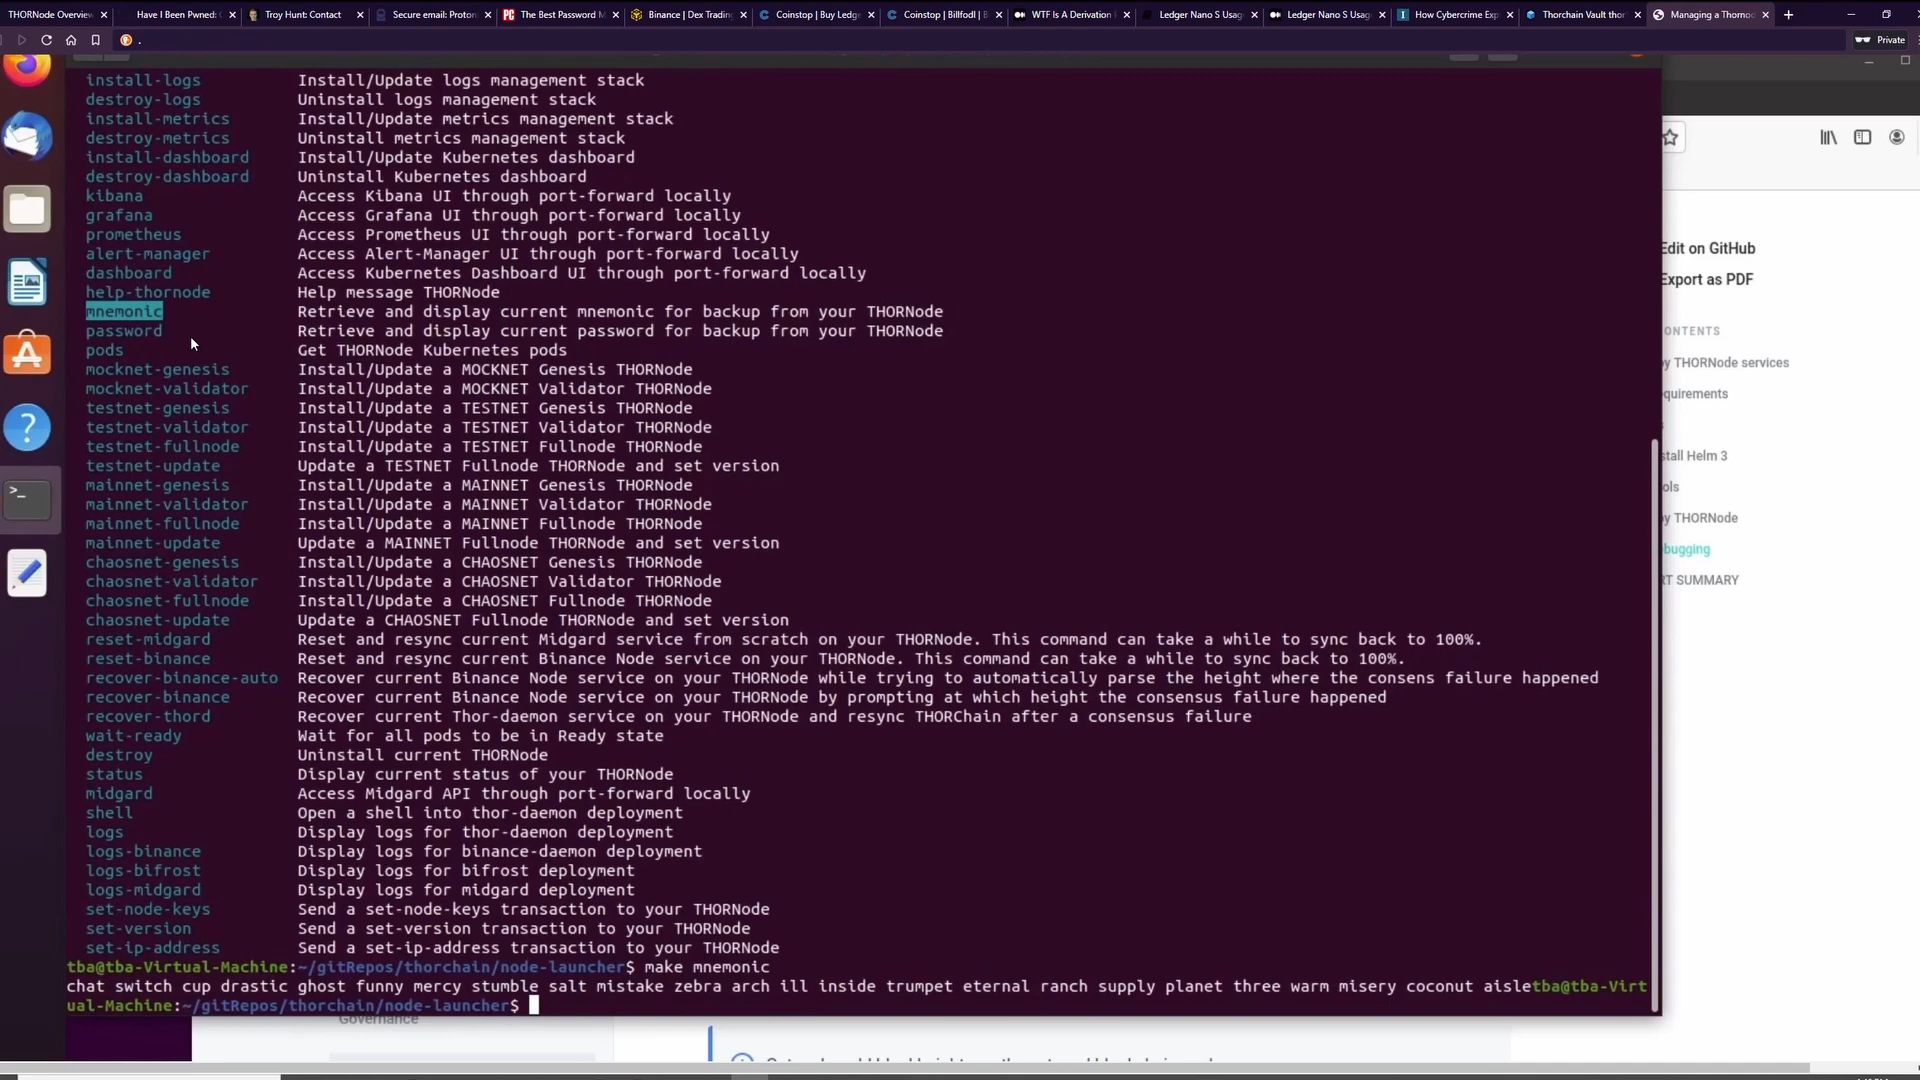 THORNode Overview
Have I Been Pwned:
Troy Hunt: Contact
Secure email: Proton
The Best Password M
Binance | Dex Trading
Coinstop | Buy Ledge
Coinstop | Billfodl | B
WTF Is A Derivation
Ledger Nano S Usag
Ledger Nano S Usag
How Cybercrime Exp
Thorchain Vault thor
Managing a Thornod
Private
install-logs Install/Update logs management stack
destroy-logs Uninstall logs management stack
install-metrics Install/Update metrics management stack
destroy-metrics Uninstall metrics management stack
install-dashboard Install/Update Kubernetes dashboard
destroy-dashboard Uninstall Kubernetes dashboard
kibana Access Kibana UI through port-forward locally
grafana Access Grafana UI through port-forward locally
prometheus Access Prometheus UI through port-forward locally
alert-manager Access Alert-Manager UI through port-forward locally
dashboard Access Kubernetes Dashboard UI through port-forward locally
help-thornode Help message THORNode
mnemonic Retrieve and display current mnemonic for backup from your THORNode
password Retrieve and display current password for backup from your THORNode
pods Get THORNode Kubernetes pods
mocknet-genesis Install/Update a MOCKNET Genesis THORNode
mocknet-validator Install/Update a MOCKNET Validator THORNode
testnet-genesis Install/Update a TESTNET Genesis THORNode
testnet-validator Install/Update a TESTNET Validator THORNode
testnet-fullnode Install/Update a TESTNET Fullnode THORNode
testnet-update Update a TESTNET Fullnode THORNode and set version
mainnet-genesis Install/Update a MAINNET Genesis THORNode
mainnet-validator Install/Update a MAINNET Validator THORNode
mainnet-fullnode Install/Update a MAINNET Fullnode THORNode
mainnet-update Update a MAINNET Fullnode THORNode and set version
chaosnet-genesis Install/Update a CHAOSNET Genesis THORNode
chaosnet-validator Install/Update a CHAOSNET Validator THORNode
chaosnet-fullnode Install/Update a CHAOSNET Fullnode THORNode
chaosnet-update Update a CHAOSNET Fullnode THORNode and set version
reset-midgard Reset and resync current Midgard service from scratch on your THORNode. This command can take a while to sync back to 100%.
reset-binance Reset and resync current Binance Node service on your THORNode. This command can take a while to sync back to 100%.
recover-binance-auto Recover current Binance Node service on your THORNode while trying to automatically parse the height where the consens failure happened
recover-binance Recover current Binance Node service on your THORNode by prompting at which height the consensus failure happened
recover-thord Recover current Thor-daemon service on your THORNode and resync THORChain after a consensus failure
wait-ready Wait for all pods to be in Ready state
destroy Uninstall current THORNode
status Display current status of your THORNode
midgard Access Midgard API through port-forward locally
shell Open a shell into thor-daemon deployment
logs Display logs for thor-daemon deployment
logs-binance Display logs for binance-daemon deployment
logs-bifrost Display logs for bifrost deployment
logs-midgard Display logs for midgard deployment
set-node-keys Send a set-node-keys transaction to your THORNode
set-version Send a set-version transaction to your THORNode
set-ip-address Send a set-ip-address transaction to your THORNode
tba@tba-Virtual-Machine:~/gitRepos/thorchain/node-launcher$ make mnemonic
chat switch cup drastic ghost funny mercy stumble salt mistake zebra arch ill inside trumpet eternal ranch supply planet three warm misery coconut aisletba@tba-Virt
ual-Machine:~/gitRepos/thorchain/node-launcher$
Edit on GitHub
Export as PDF
ONTENTS
y THORNode services
quirements
s
stall Helm 3
ols
y THORNode
bugging
RT SUMMARY
Governance